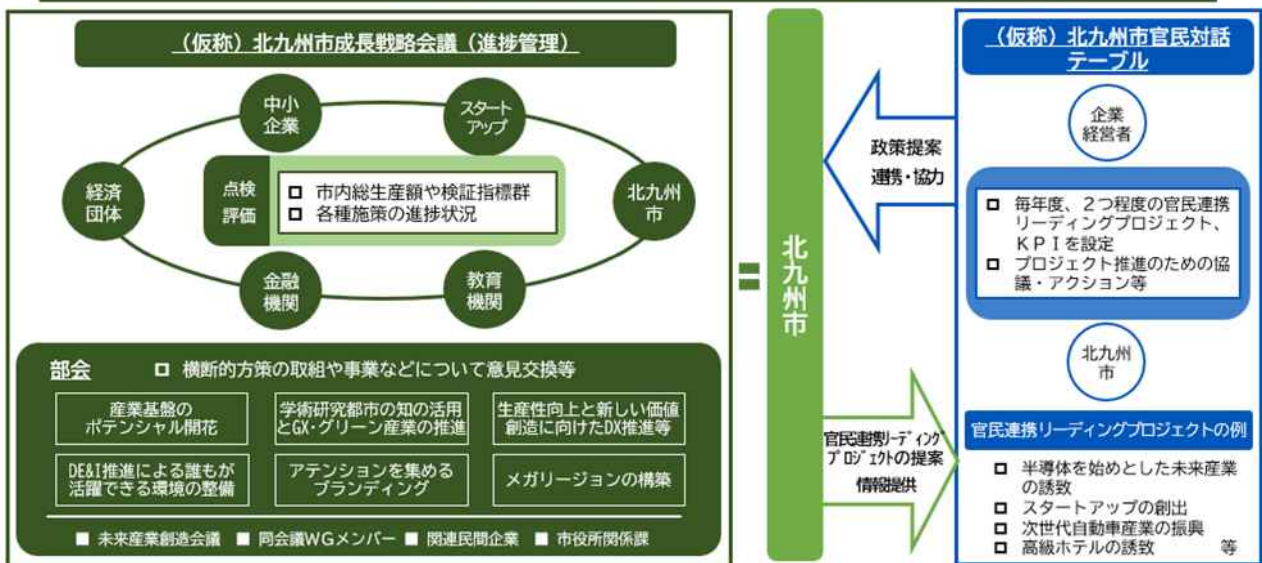 （仮称）北九州市成長戦略会議（進捗管理）
中小
企業
スタート
アップ
経済
団体
点検
評価
□ 市内総生産額や検証指標群
□ 各種施策の進捗状況
北九州
市
金融
機関
教育
機関
部会
□ 横断的方策の取組や事業などについて意見交換等
産業基盤の
ポテンシャル開花
学術研究都市の知の活用
とGX・グリーン産業の推進
生産性向上と新しい価値
創造に向けたDX推進等
DE&I推進による誰もが
活躍できる環境の整備
アテンションを集める
ブランディング
メガリージョンの構築
■ 未来産業創造会議 ■ 同会議WGメンバー ■ 関連民間企業 ■ 市役所関係課
=
北九州市
政策提案
連携・協力
官民連携リーディング
プロジェクトの提案
情報提供
（仮称）北九州市官民対話
テーブル
企業
経営者
□ 毎年度、２つ程度の官民連携
リーディングプロジェクト、
ＫＰＩを設定
□ プロジェクト推進のための協
議・アクション等
北九州
市
官民連携リーディングプロジェクトの例
□ 半導体を始めとした未来産業
の誘致
□ スタートアップの創出
□ 次世代自動車産業の振興
□ 高級ホテルの誘致 等